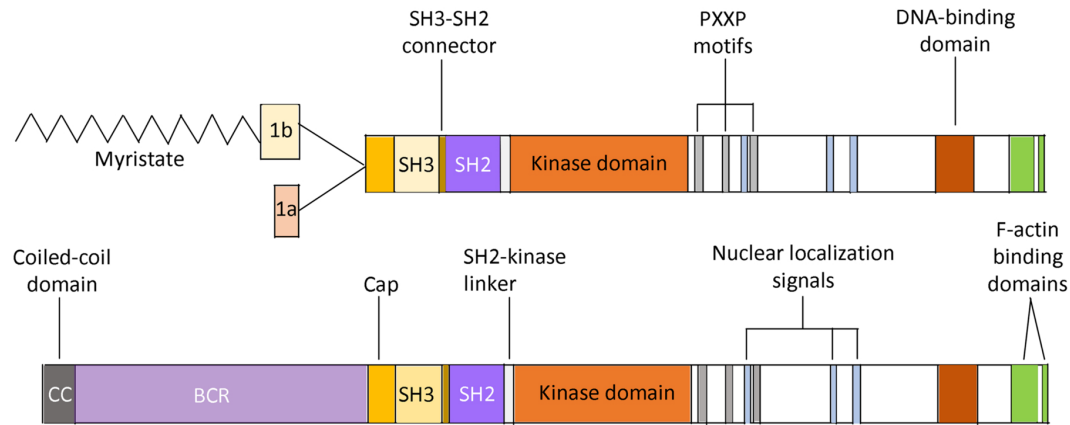 SH3-SH2
connector
PXXP
motifs
DNA-binding
domain
1b
Myristate
SH3
SH2
Kinase domain
1a
Coiled-coil
domain
Cap
SH2-kinase
linker
Nuclear localization
signals
F-actin
binding
domains
CC
BCR
SH3
SH2
Kinase domain